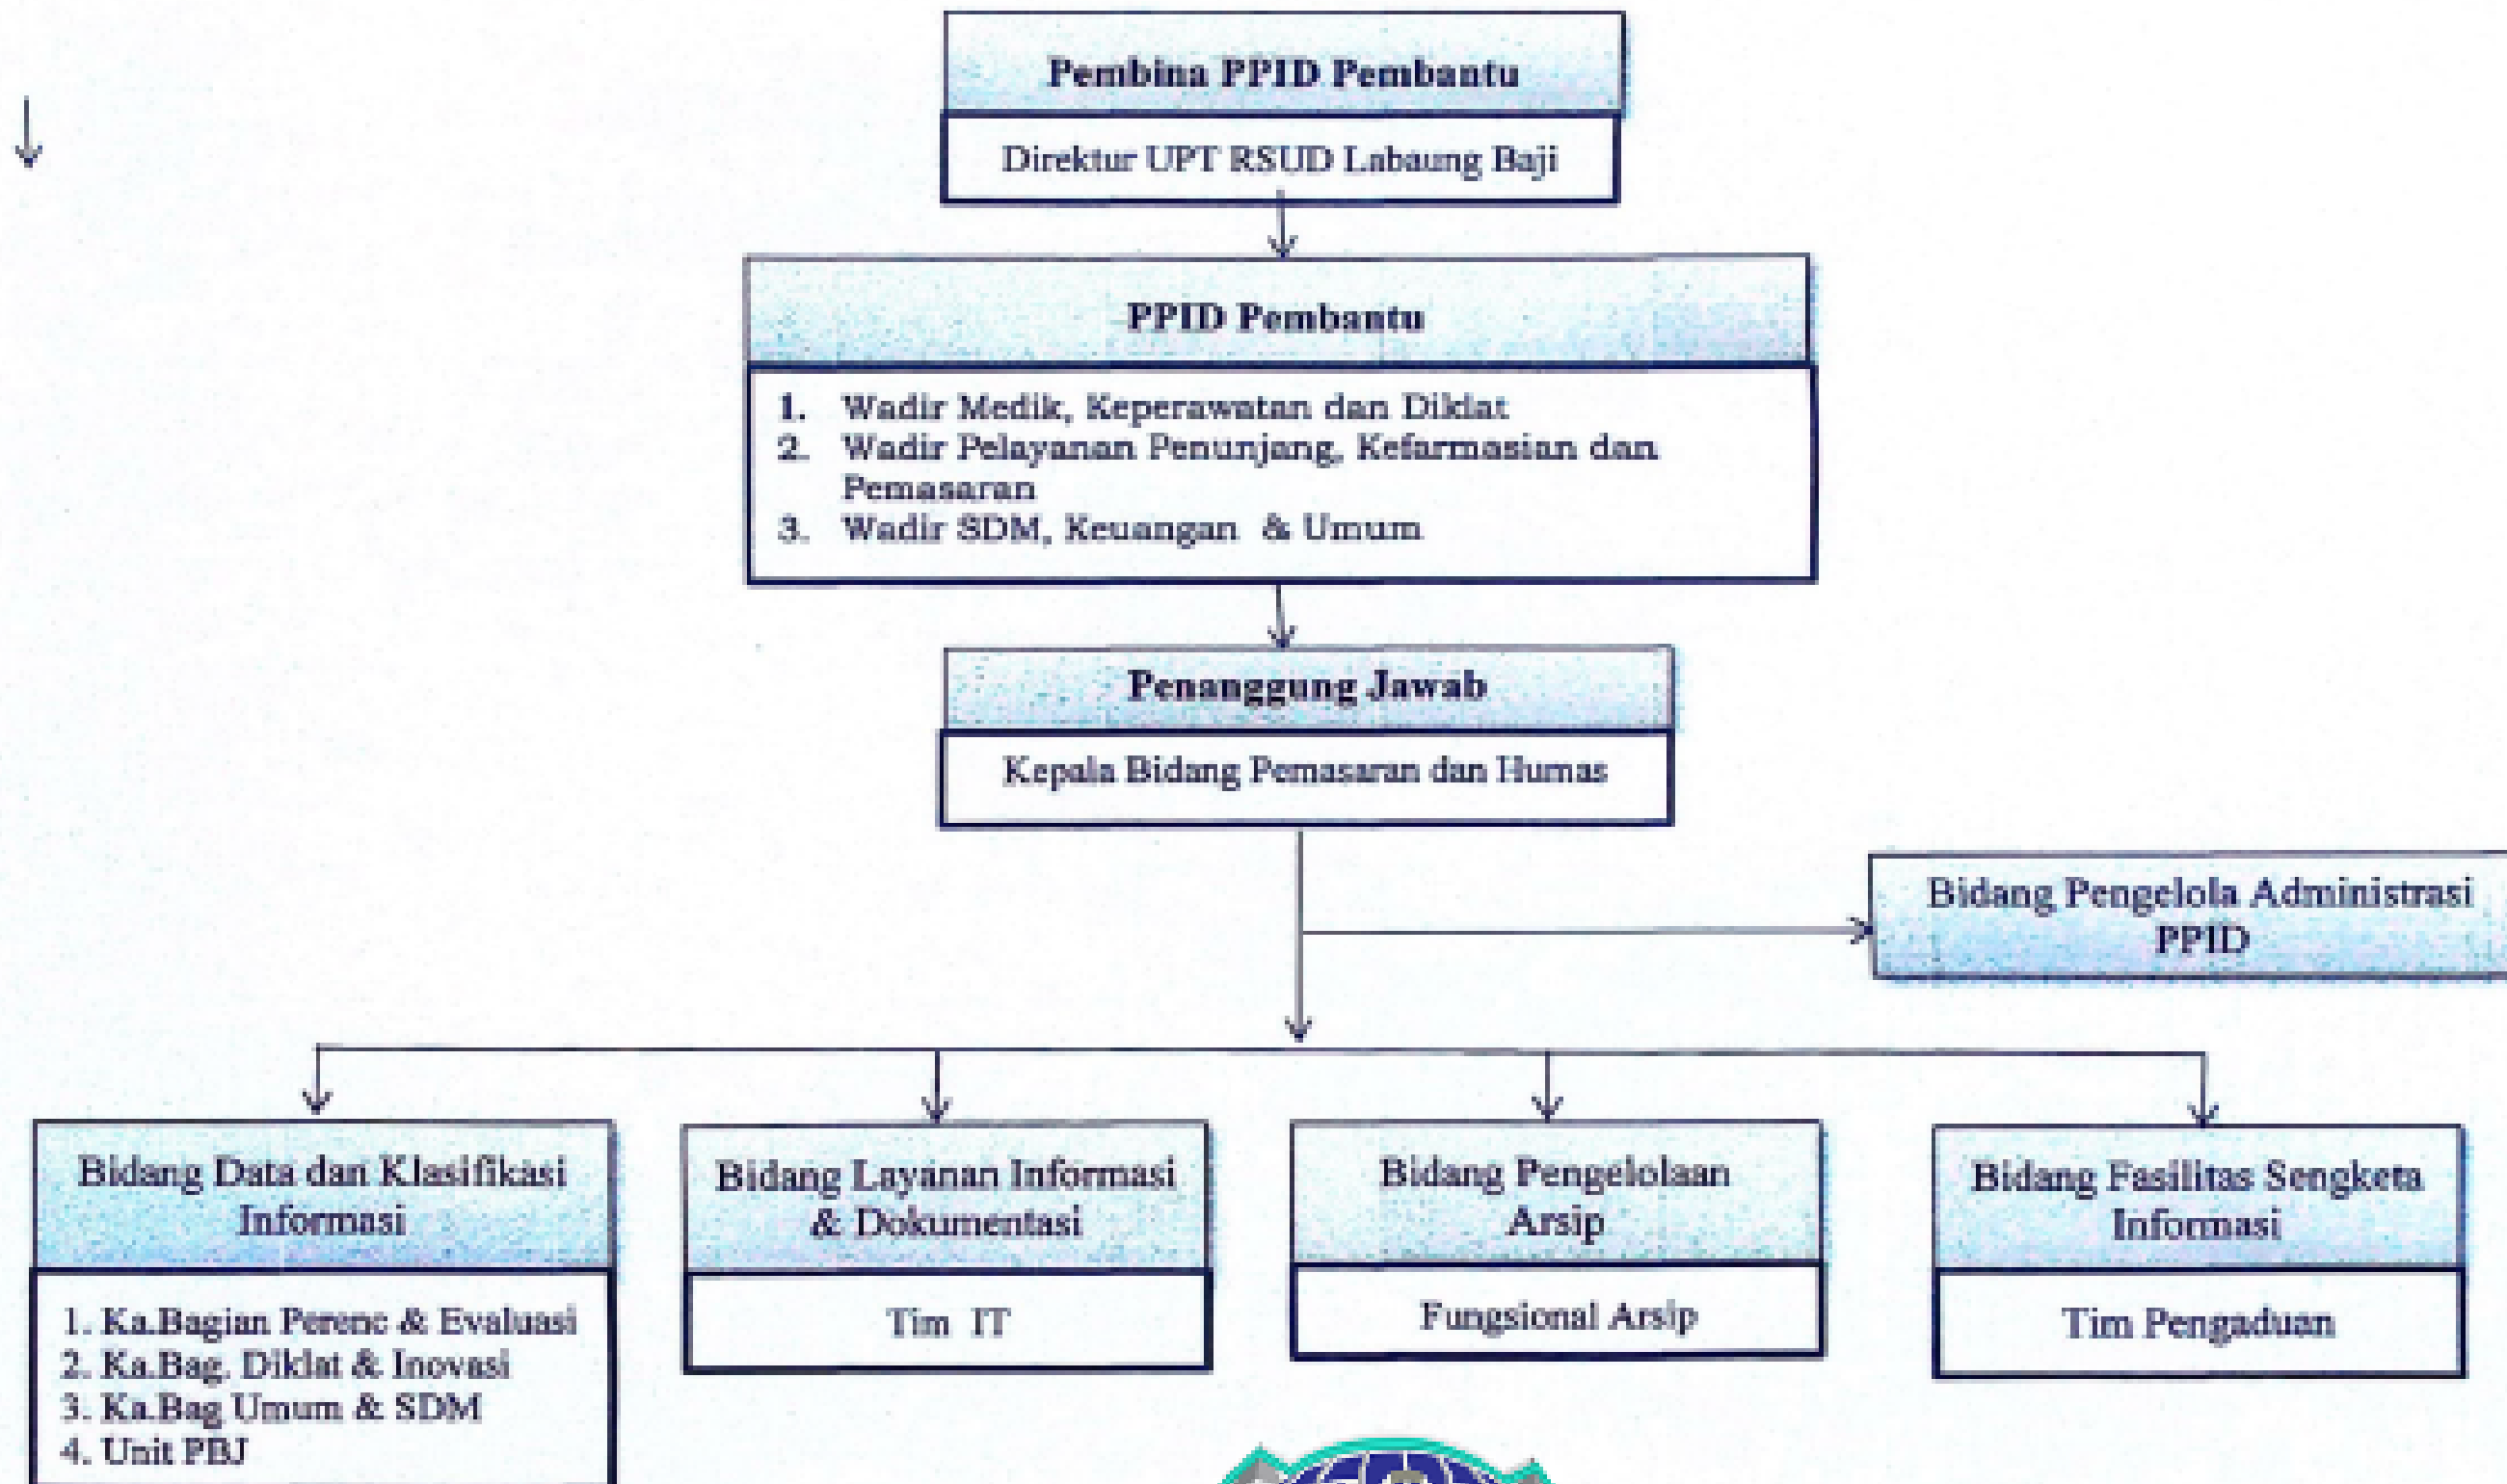 Pembina PPID Pembantu
Direktur UPT RSUD Labaung Baji
PPID Pembantu
1. Wadir Medik, Keperawatan dan Diklat
2. Wadir Pelayanan Penunjang, Kefarmasian dan
Pemasaran
3. Wadir SDM, Keuangan & Umum
Penanggung Jawab
Kepala Bidang Pemasaran dan Humas
Bidang Pengelola Administrasi
PPID
Bidang Data dan Klasifikasi
Informasi
1. Ka.Bagian Perenc & Evaluasi
2. Ka.Bag. Diklat & Inovasi
3. Ka.Bag Umum & SDM
4. Unit PBJ
Bidang Layanan Informasi
& Dokumentasi
Tim IT
Bidang Pengelolaan
Arsip
Fungsional Arsip
Bidang Fasilitas Sengketa
Informasi
Tim Pengaduan